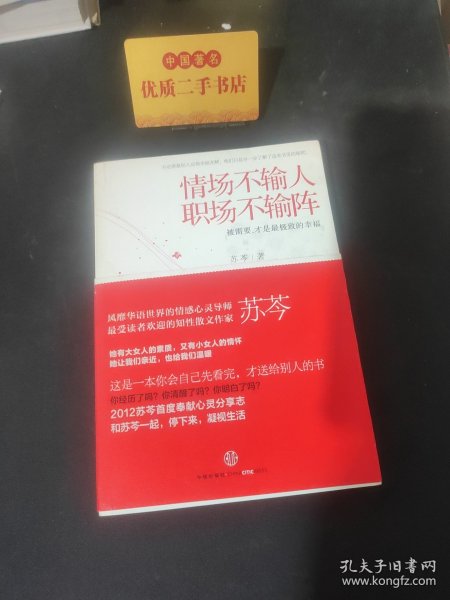 中国著名
优质二手书店
情场不输人
职场不输阵
被需要,才是最极致的幸福
苏芩 著
风靡华语世界的情感心灵导师
最受读者欢迎的知性散文作家
苏芩
她有大女人的素质,又有小女人的情怀
她让我们亲近,也给我们温暖
这是一本你会自己先看完,才送给别人的书
你经历了吗?你清醒了吗?你明白了吗?
2012苏芩首度奉献心灵分享志
和苏芩一起,停下来,凝视生活
中信出版社
孔夫子旧书网
www.kongfz.com